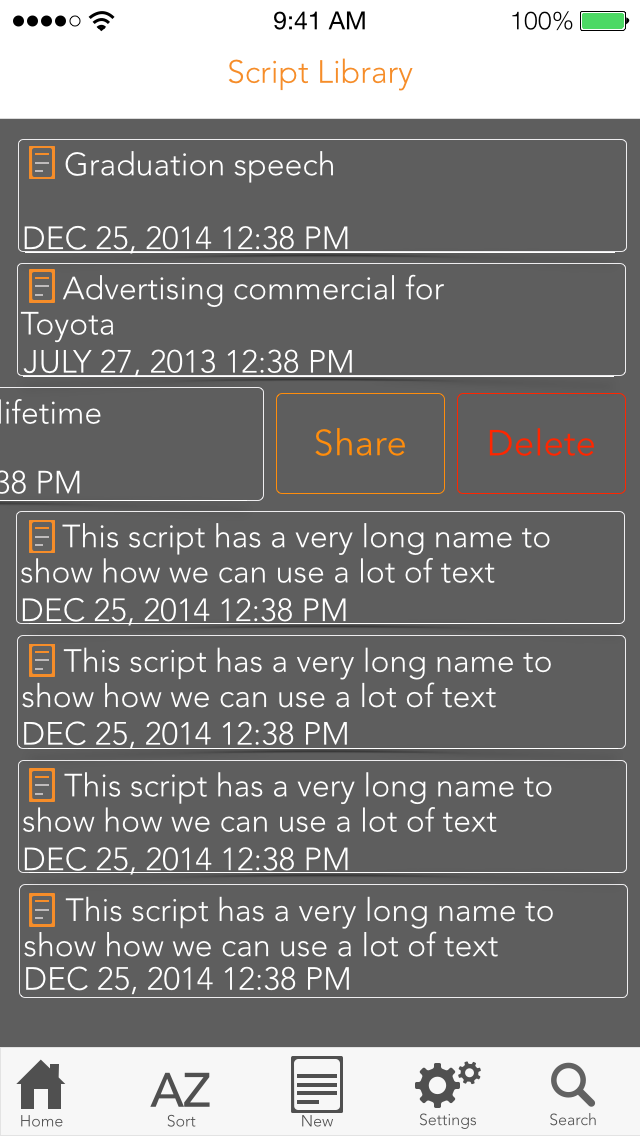 9:41 AM 100%
Script Library
Graduation speech
DEC 25, 2014 12:38 PM
Advertising commercial for
Toyota
JULY 27, 2013 12:38 PM
lifetime
38 PM
Share
Delete
This script has a very long name to
show how we can use a lot of text
DEC 25, 2014 12:38 PM
This script has a very long name to
show how we can use a lot of text
DEC 25, 2014 12:38 PM
This script has a very long name to
show how we can use a lot of text
DEC 25, 2014 12:38 PM
This script has a very long name to
show how we can use a lot of text
DEC 25, 2014 12:38 PM
AZ
Home Sort New Settings Search